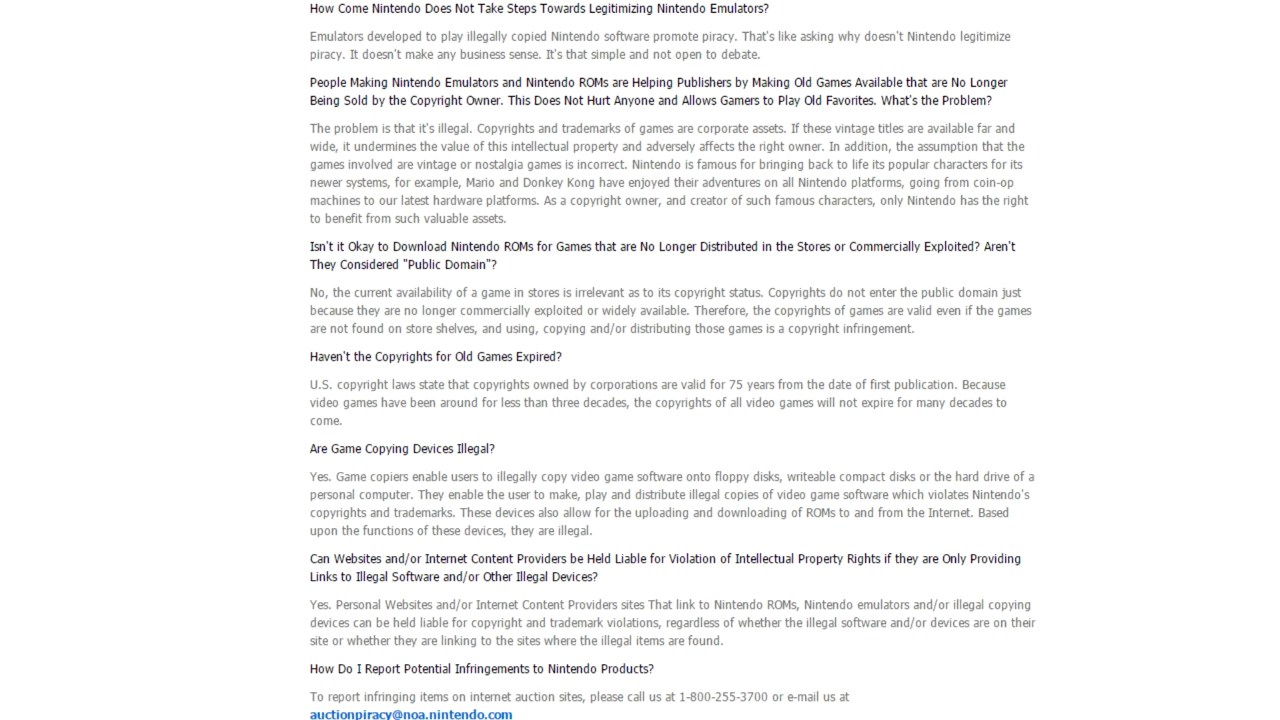 How Come Nintendo Does Not Take Steps Towards Legitimizing Nintendo Emulators?
Emulators developed to play illegally copied Nintendo software promote piracy. That's like asking why doesn't Nintendo legitimize
piracy. It doesn't make any business sense. It's that simple and not open to debate.
People Making Nintendo Emulators and Nintendo ROMs are Helping Publishers by Making Old Games Available that are No Longer
Being Sold by the Copyright Owner. This Does Not Hurt Anyone and Allows Gamers to Play Old Favorites. What's the Problem?
The problem is that it's illegal. Copyrights and trademarks of games are corporate assets. If these vintage titles are available far and
wide, it undermines the value of this intellectual property and adversely affects the right owner. In addition, the assumption that the
games involved are vintage or nostalgia games is incorrect. Nintendo is famous for bringing back to life its popular characters for its
newer systems, for example, Mario and Donkey Kong have enjoyed their adventures on all Nintendo platforms, going from coin-op
machines to our latest hardware platforms. As a copyright owner, and creator of such famous characters, only Nintendo has the right
to benefit from such valuable assets.
Isn't it Okay to Download Nintendo ROMs for Games that are No Longer Distributed in the Stores or Commercially Exploited? Aren't
They Considered "Public Domain"?
No, the current availability of a game in stores is irrelevant as to its copyright status. Copyrights do not enter the public domain just
because they are no longer commercially exploited or widely available. Therefore, the copyrights of games are valid even if the games
are not found on store shelves, and using, copying and/or distributing those games is a copyright infringement.
Haven't the Copyrights for Old Games Expired?
U.S. copyright laws state that copyrights owned by corporations are valid for 75 years from the date of first publication. Because
video games have been around for less than three decades, the copyrights of all video games will not expire for many decades to
come.
Are Game Copying Devices Illegal?
Yes. Game copiers enable users to illegally copy video game software onto floppy disks, writeable compact disks or the hard drive of a
personal computer. They enable the user to make, play and distribute illegal copies of video game software which violates Nintendo's
copyrights and trademarks. These devices also allow for the uploading and downloading of ROMs to and from the Internet. Based
upon the functions of these devices, they are illegal.
Can Websites and/or Internet Content Providers be Held Liable for Violation of Intellectual Property Rights if they are Only Providing
Links to Illegal Software and/or Other Illegal Devices?
Yes. Personal Websites and/or Internet Content Providers sites That link to Nintendo ROMs, Nintendo emulators and/or illegal copying
devices can be held liable for copyright and trademark violations, regardless of whether the illegal software and/or devices are on their
site or whether they are linking to the sites where the illegal items are found.
How Do I Report Potential Infringements to Nintendo Products?
To report infringing items on internet auction sites, please call us at 1-800-255-3700 or e-mail us at
auctionpiracy@noa.nintendo.com